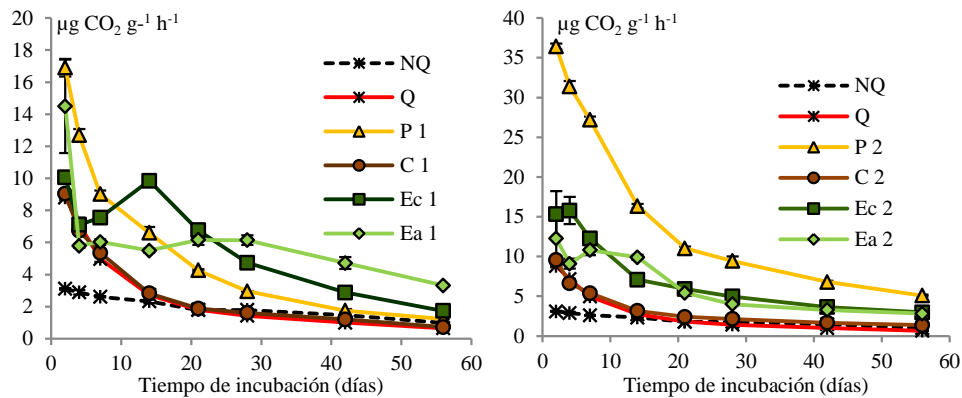 µg CO2 g-¹ h-¹
20
18
16
14
12
10
8
6
4
2
0
NQ
Q
P 1
C 1
Ec 1
Ea 1
0 10 20 30 40 50 60
Tiempo de incubación (días)
µg CO2 g-¹ h-¹
40
35
30
25
20
15
10
5
0
NQ
Q
P 2
C 2
Ec 2
Ea 2
0 10 20 30 40 50 60
Tiempo de incubación (días)